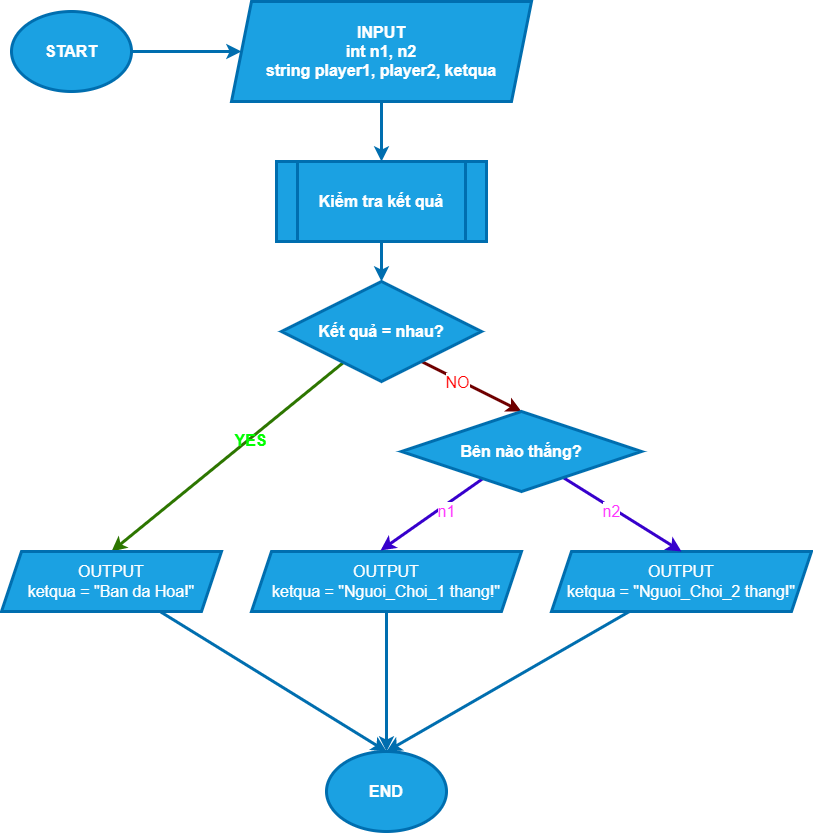 START
INPUT
int n1, n2
string player1, player2, ketqua
Kiểm tra kết quả
Kết quả = nhau?
NO
YES
Bên nào thắng?
n1
n2
OUTPUT
ketqua = "Ban da Hoa!"
OUTPUT
ketqua = "Nguoi_Choi_1 thang!"
OUTPUT
ketqua = "Nguoi_Choi_2 thang!"
END